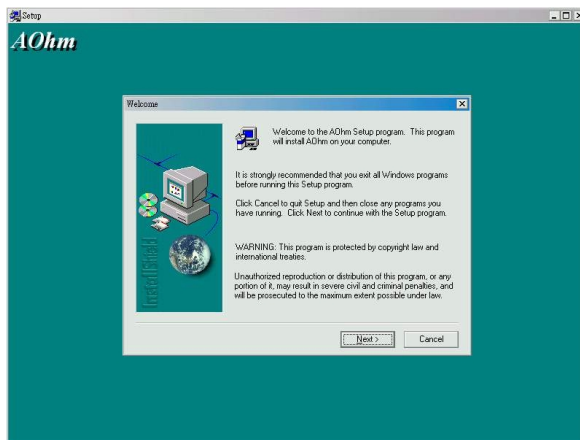 Setup
AOhm
Welcome
Welcome to the AOhm Setup program. This program
will install AOhm on your computer.
It is strongly recommended that you exit all Windows programs
before running this Setup program.
Click Cancel to quit Setup and then close any programs you
have running. Click Next to continue with the Setup program.
WARNING: This program is protected by copyright law and
international treaties.
Unauthorized reproduction or distribution of this program, or any
portion of it, may result in severe civil and criminal penalties, and
will be prosecuted to the maximum extent possible under law.
InstallShield
Next >
Cancel